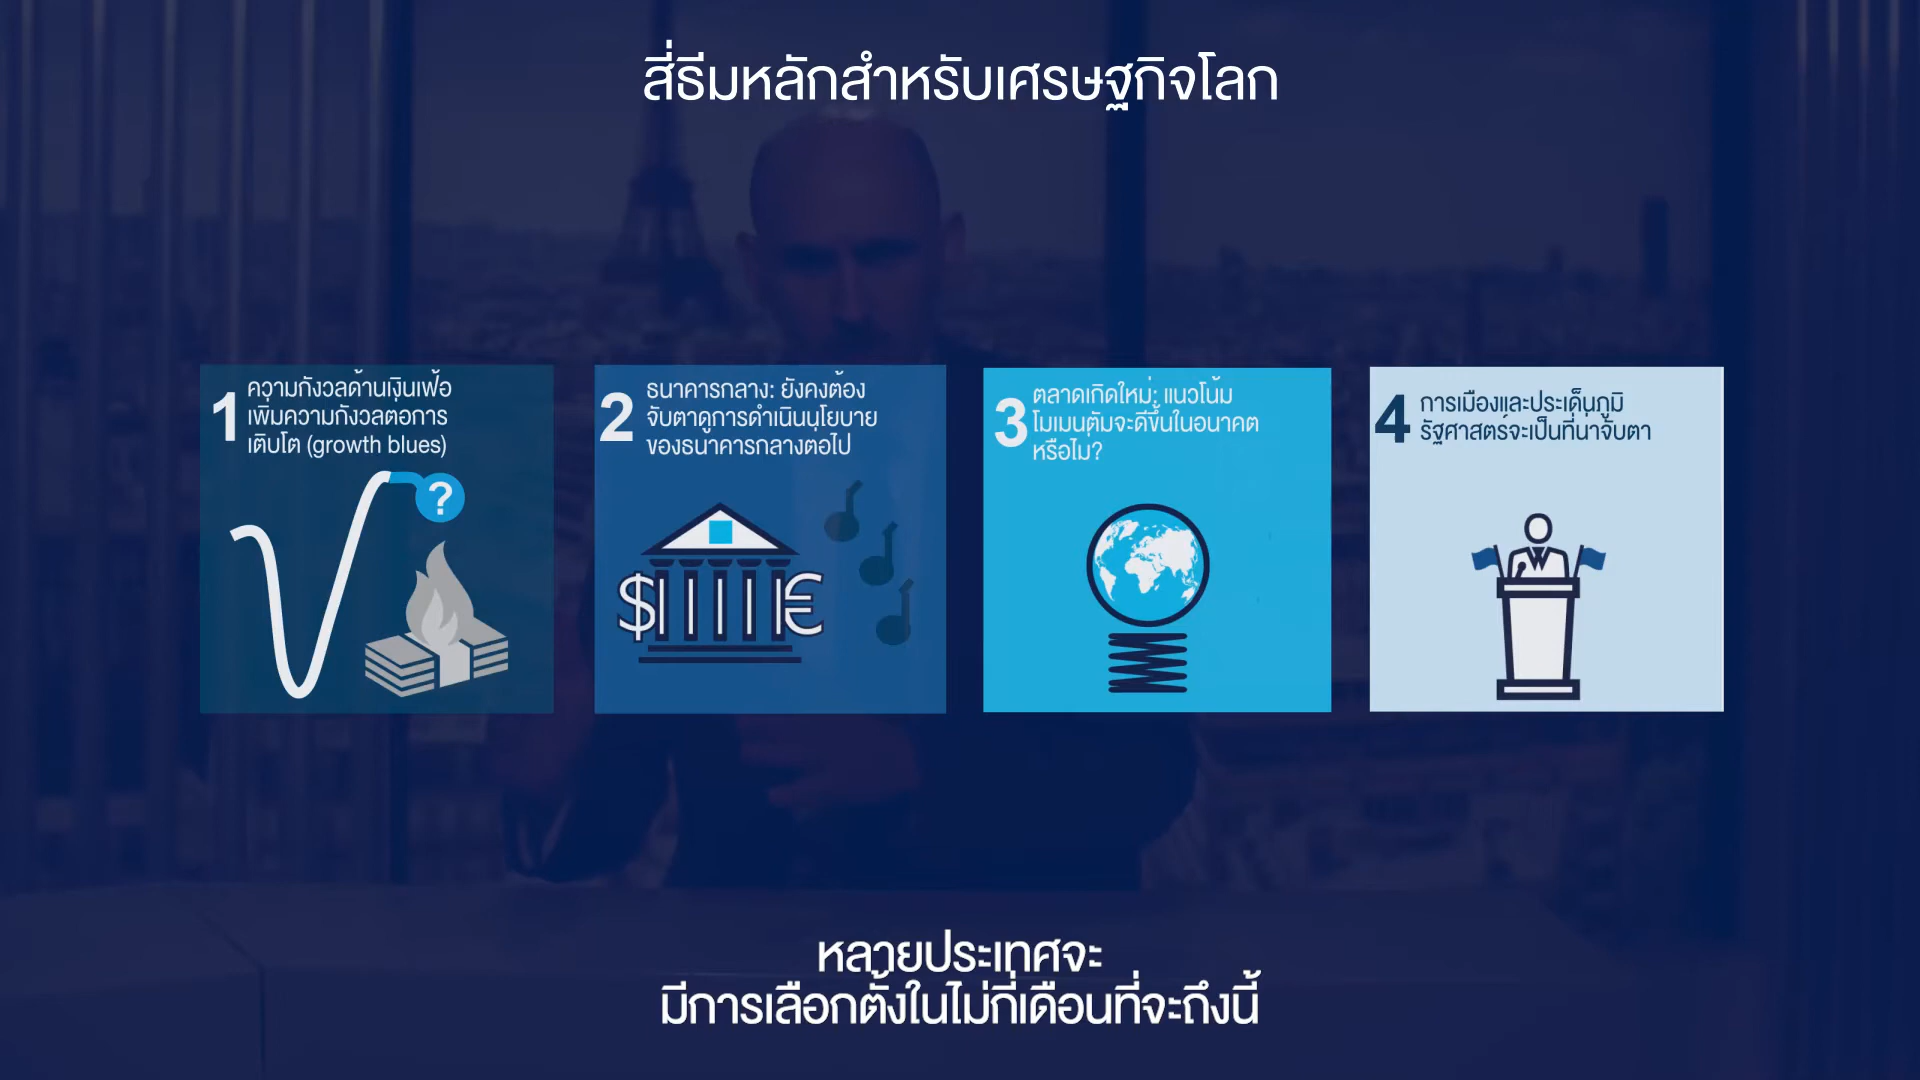 สี่ธีมหลักสำหรับเศรษฐกิจโลก
1
ความกังวลด้านเงินเฟ้อ
เพิ่มความกังวลต่อการ
เติบโต (growth blues)
?
2
ธนาคารกลาง: ยังคงต้อง
จับตาดูการดำเนินนโยบาย
ของธนาคารกลางต่อไป
$
€
3
ตลาดเกิดใหม่: แนวโน้ม
โมเมนตัมจะดีขึ้นในอนาคต
หรือไม่?
4
การเมืองและประเด็นภูมิ
รัฐศาสตร์จะเป็นที่น่าจับตา
หลายประเทศจะ
มีการเลือกตั้งในไม่กี่เดือนที่จะถึงนี้